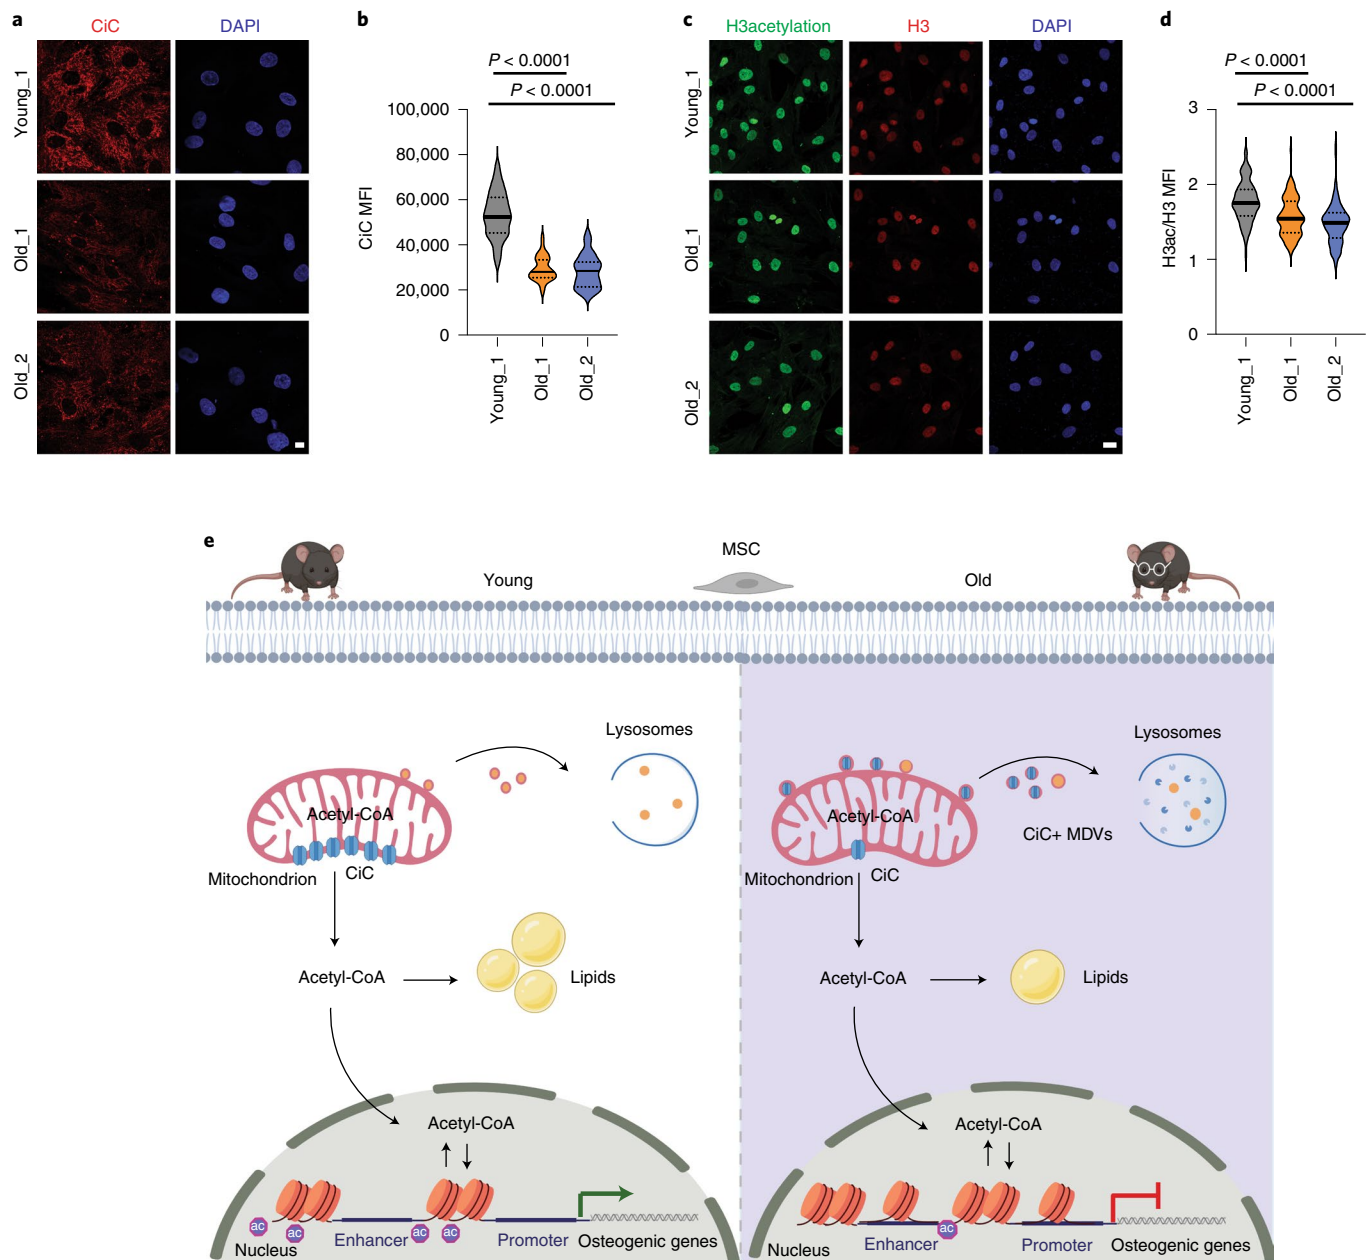 a
CiC
DAPI
Young_1
Old_1
Old_2
b
P < 0.0001
P < 0.0001
100,000
80,000
60,000
40,000
20,000
0
CiC MFI
Young_1
Old_1
Old_2
c
H3acetylation
H3
DAPI
Young_1
Old_1
Old_2
d
P < 0.0001
P < 0.0001
3
2
1
0
H3ac/H3 MFI
Young_1
Old_1
Old_2
e
Young
MSC
Old
Lysosomes
Acetyl-CoA
Mitochondrion
CiC
Acetyl-CoA
Lipids
Acetyl-CoA
ac
ac
ac
ac
Nucleus
Enhancer
Promoter
Osteogenic genes
Lysosomes
Acetyl-CoA
CiC+ MDVs
Mitochondrion
CiC
Acetyl-CoA
Lipids
Acetyl-CoA
ac
Nucleus
Enhancer
Promoter
Osteogenic genes